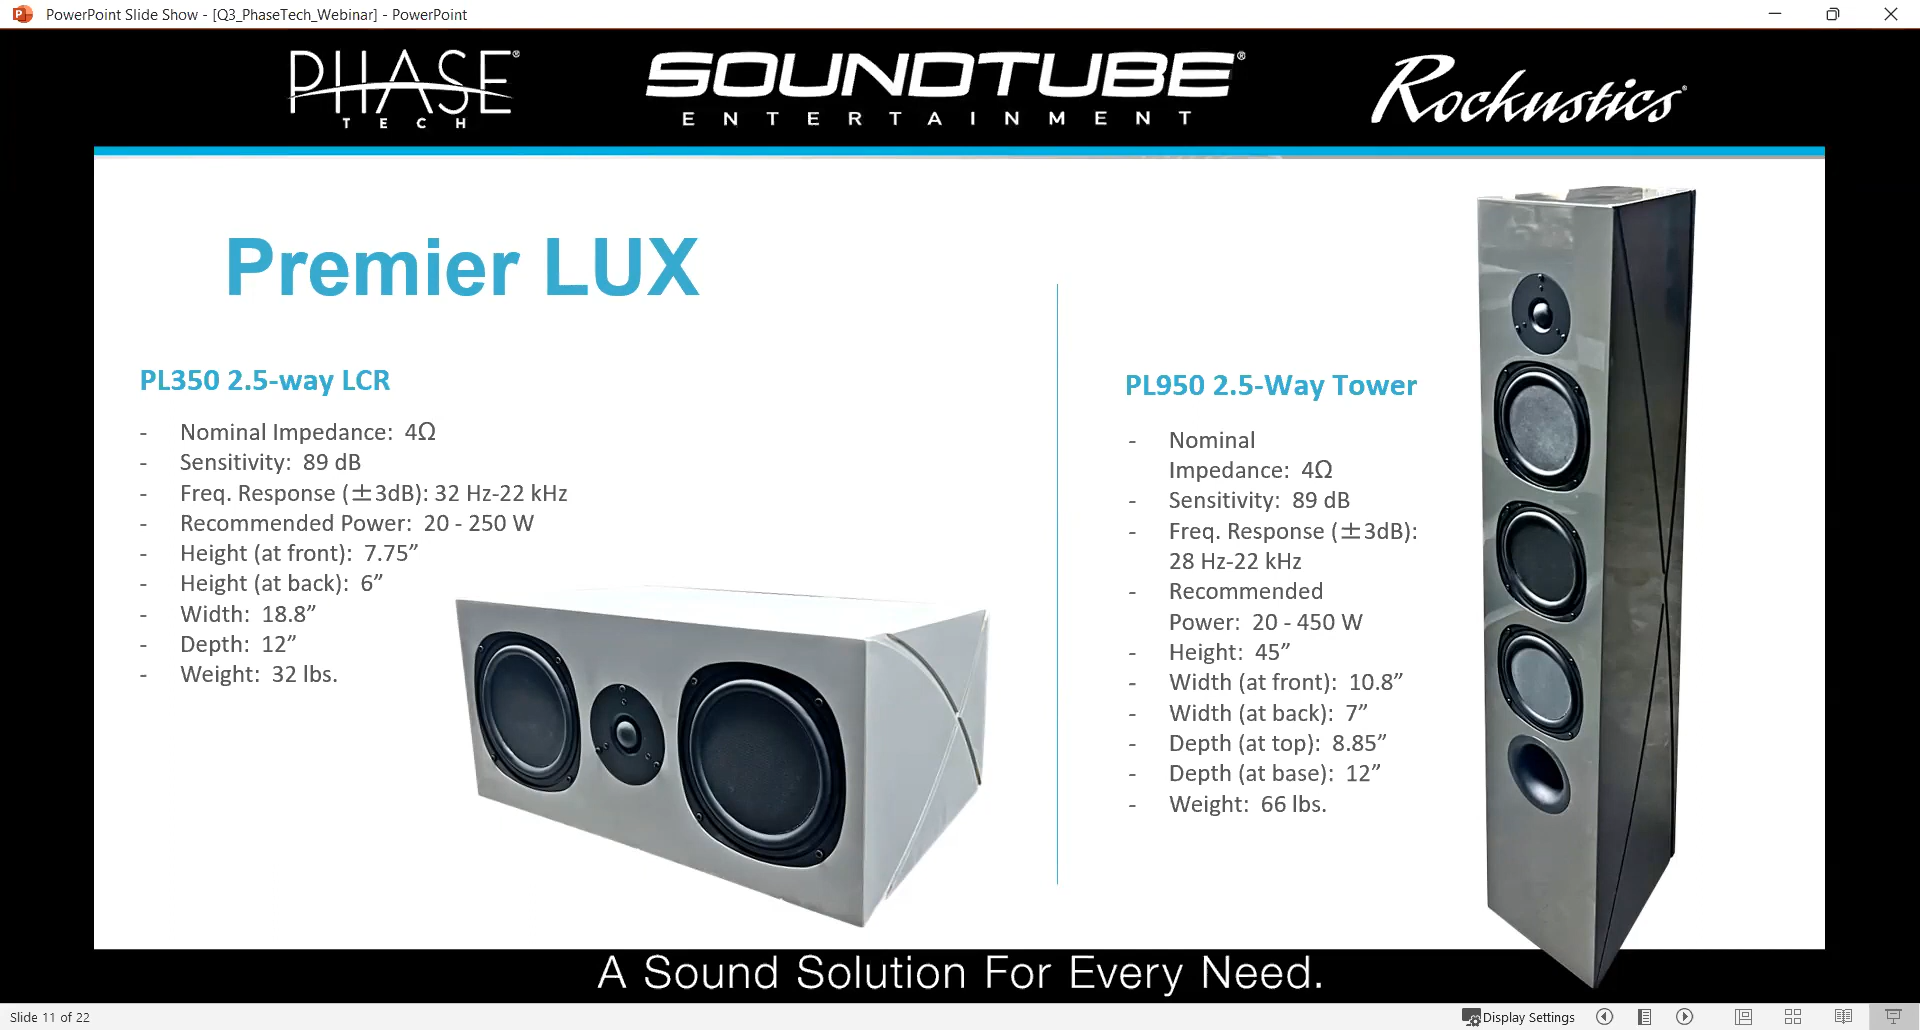 PowerPoint Slide Show - [Q3_PhaseTech_Webinar] - PowerPoint
PHASE®
TECH
SOUNDTUBE®
ENTERTAINMENT
Rockustics®
Premier LUX
PL350 2.5-way LCR
- Nominal Impedance: 4Ω
- Sensitivity: 89 dB
- Freq. Response (±3dB): 32 Hz-22 kHz
- Recommended Power: 20 - 250 W
- Height (at front): 7.75”
- Height (at back): 6”
- Width: 18.8”
- Depth: 12”
- Weight: 32 lbs.
PL950 2.5-Way Tower
- Nominal
Impedance: 4Ω
- Sensitivity: 89 dB
- Freq. Response (±3dB):
28 Hz-22 kHz
- Recommended
Power: 20 - 450 W
- Height: 45”
- Width (at front): 10.8”
- Width (at back): 7”
- Depth (at top): 8.85”
- Depth (at base): 12”
- Weight: 66 lbs.
A Sound Solution For Every Need.
Slide 11 of 22
Display Settings